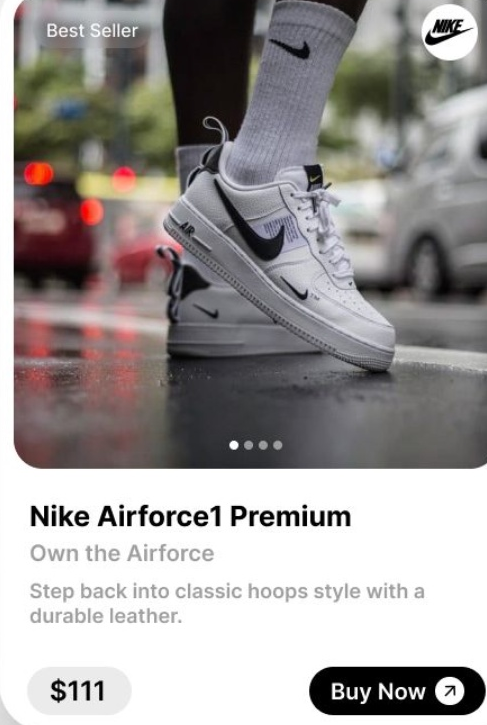 Best Seller
NIKE
AIR
Nike Airforce1 Premium
Own the Airforce
Step back into classic hoops style with a
durable leather.
$111
Buy Now